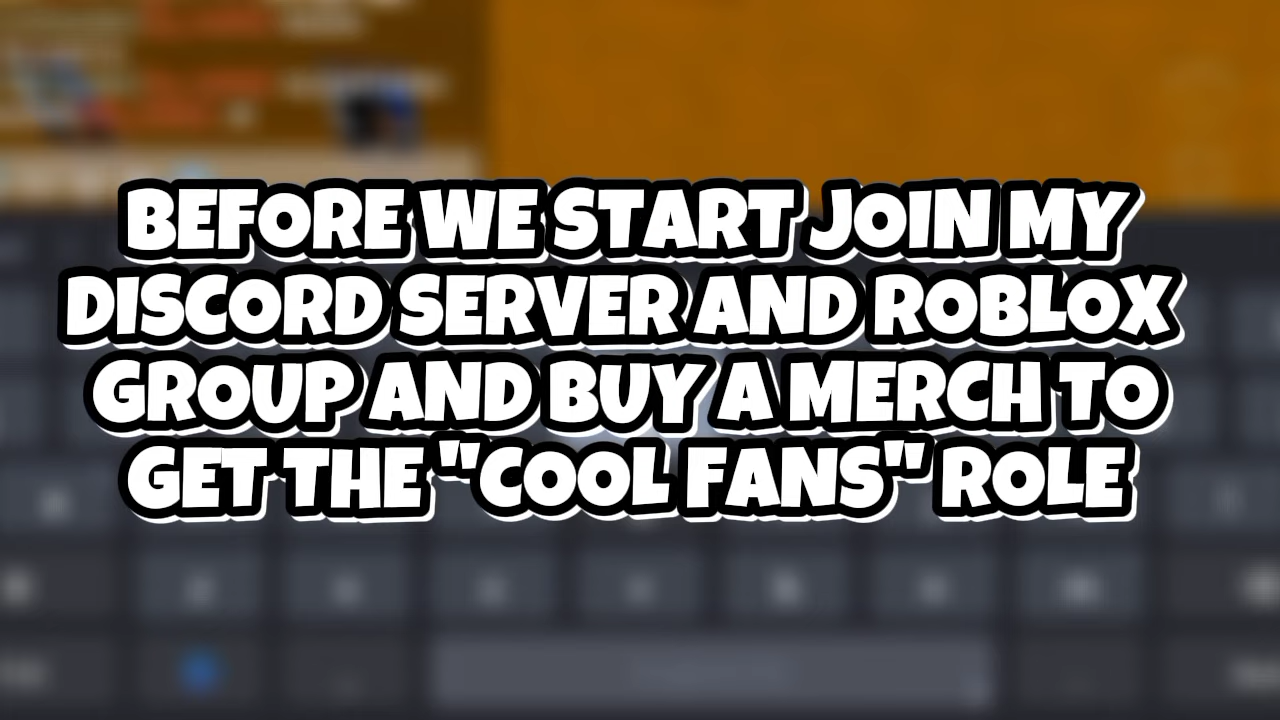 BEFORE WE START JOIN MY
DISCORD SERVER AND ROBLOX
GROUP AND BUY A MERCH TO
GET THE "COOL FANS" ROLE